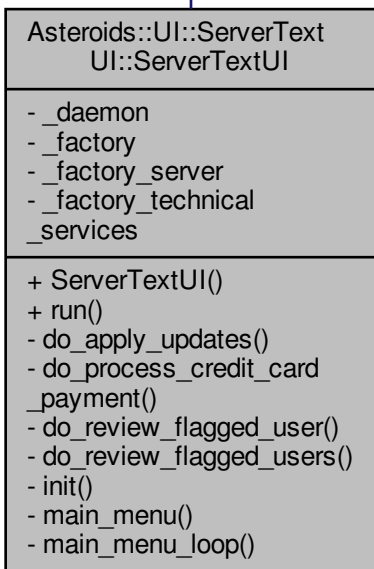 Asteroids::UI::ServerText
UI::ServerTextUI
- _daemon
- _factory
- _factory_server
- _factory_technical
_services
+ ServerTextUI()
+ run()
- do_apply_updates()
- do_process_credit_card
_payment()
- do_review_flagged_user()
- do_review_flagged_users()
- init()
- main_menu()
- main_menu_loop()